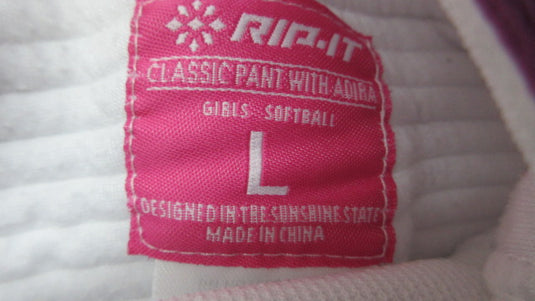 RIP-IT
CLASSIC PANT WITH ADIRA
GIRLS SOFTBALL
L
DESIGNED IN THE SUNSHINE STATE
MADE IN CHINA